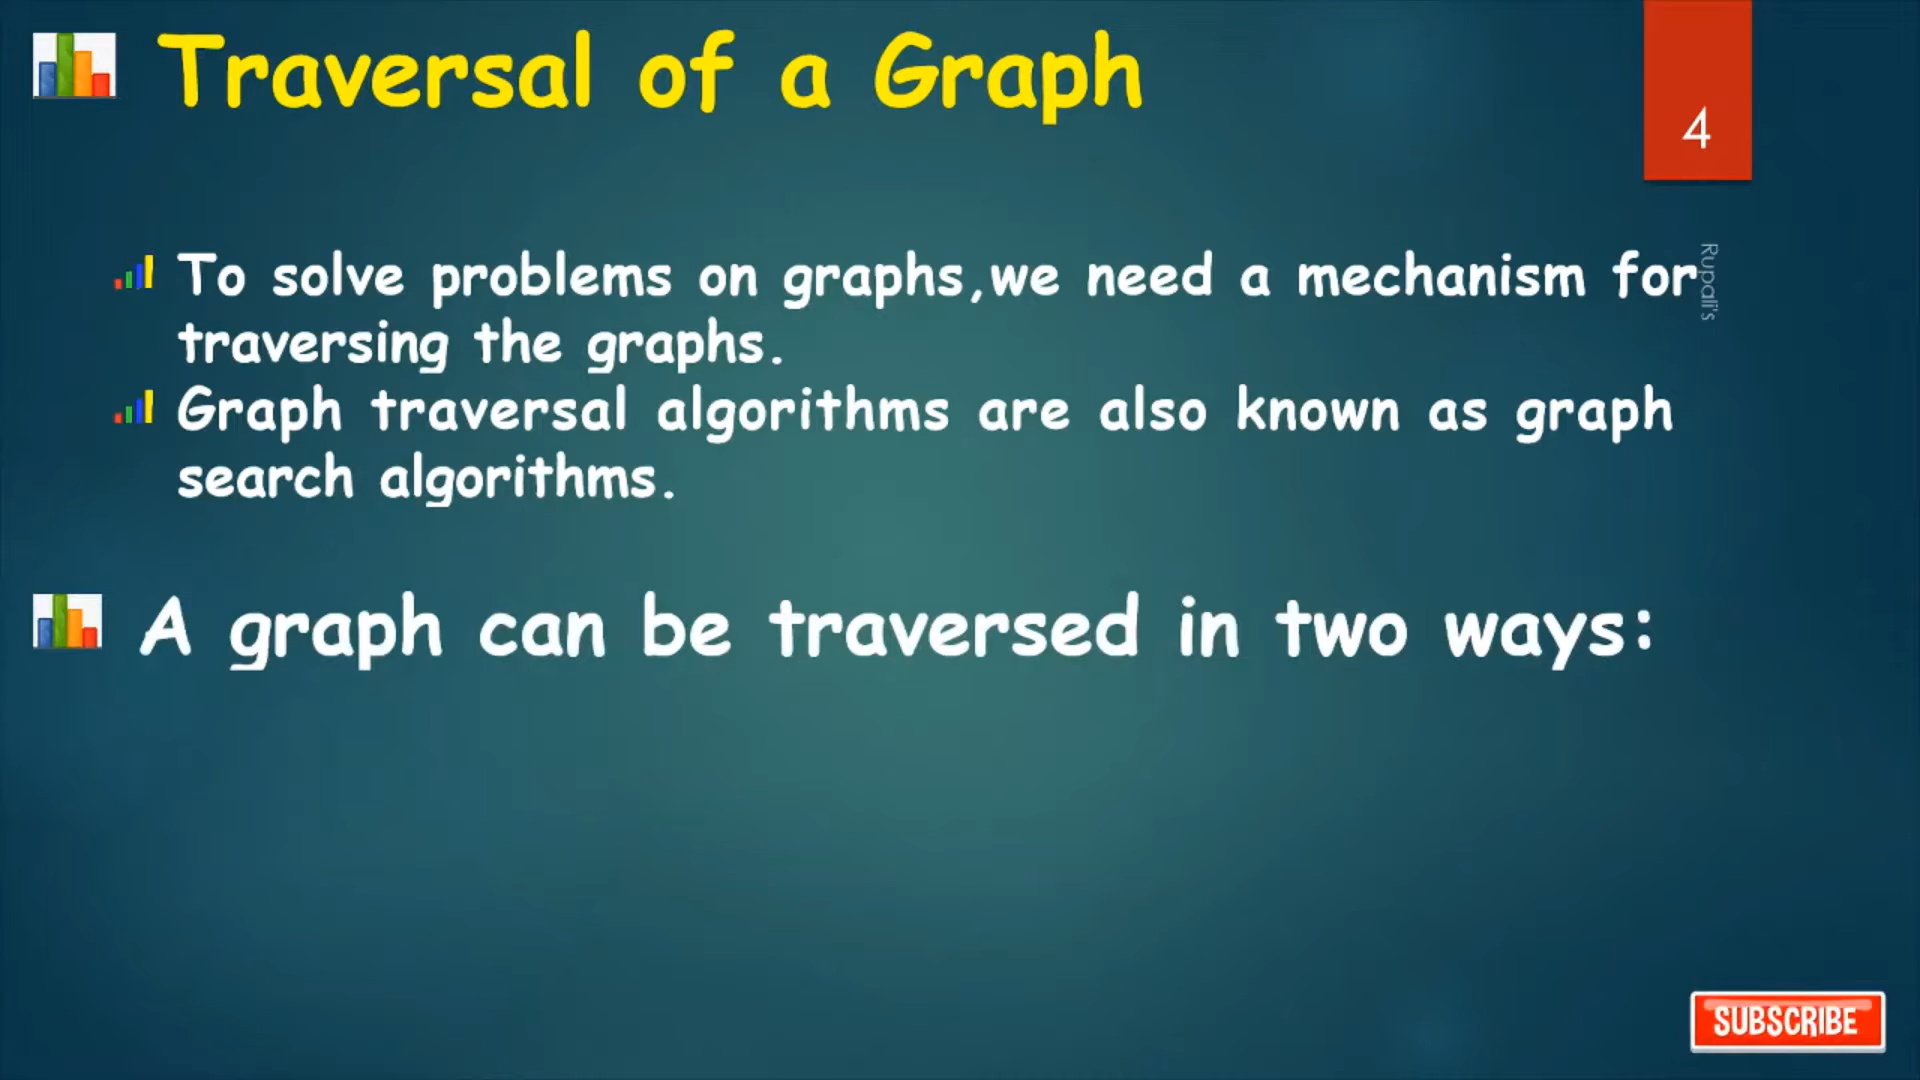 Traversal of a Graph
4
To solve problems on graphs,we need a mechanism for
traversing the graphs.
Rupali's
Graph traversal algorithms are also known as graph
search algorithms.
A graph can be traversed in two ways:
SUBSCRIBE